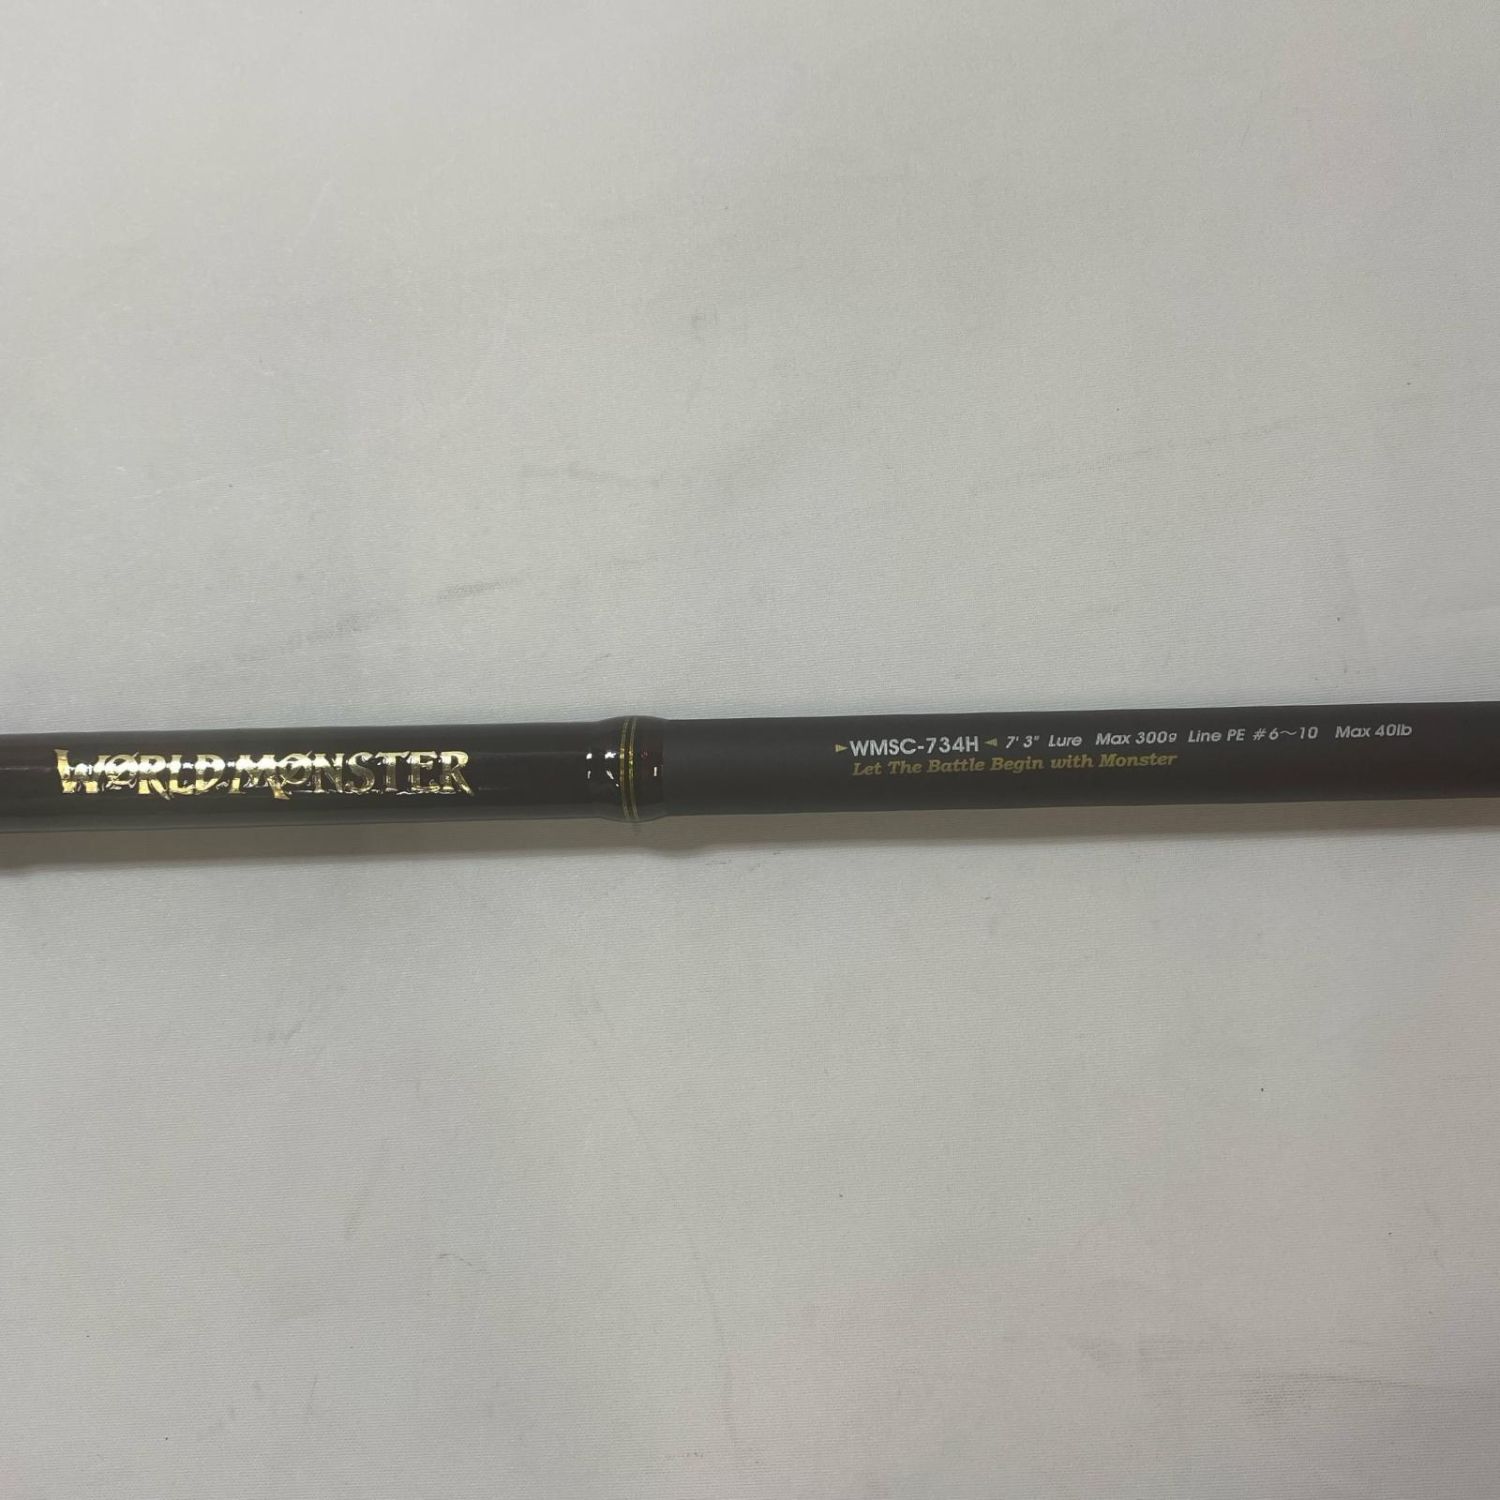 WORLD MONSTER
►WMSC-734H◄ 7'3" Lure Max 300g Line PE #6～10 Max 40lb
Let The Battle Begin with Monster